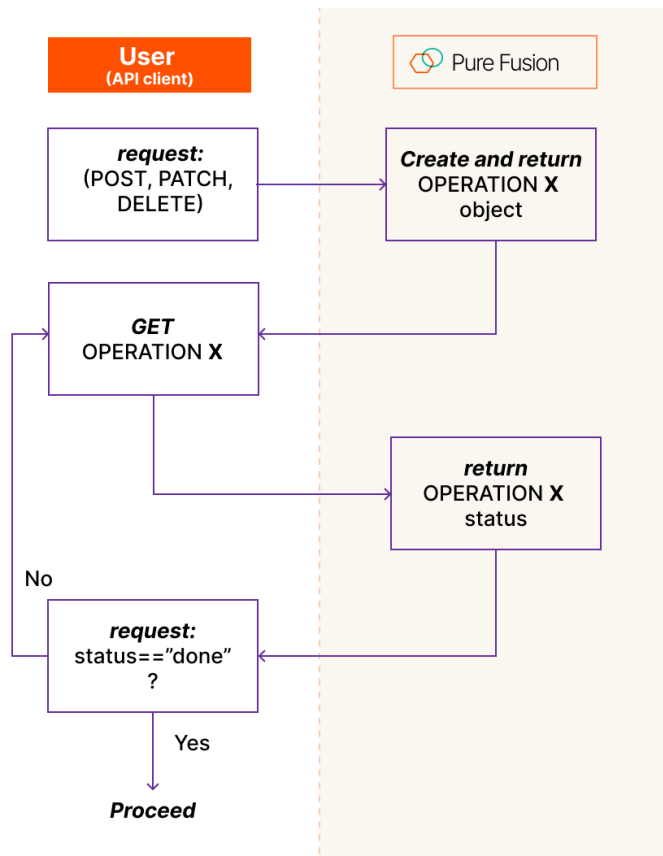 User
(API client)
Pure Fusion
request:
(POST, PATCH,
DELETE)
Create and return
OPERATION X
object
GET
OPERATION X
return
OPERATION X
status
No
request:
status==”done”
?
Yes
Proceed